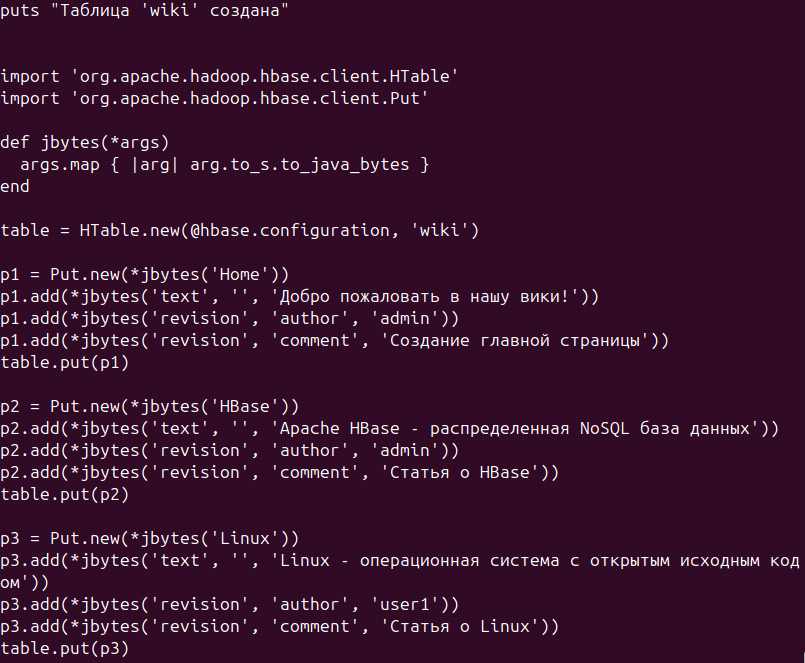 puts "Таблица 'wiki' создана"
import 'org.apache.hadoop.hbase.client.HTable'
import 'org.apache.hadoop.hbase.client.Put'
def jbytes(*args)
  args.map { |arg| arg.to_s.to_java_bytes }
end
table = HTable.new(@hbase.configuration, 'wiki')
p1 = Put.new(*jbytes('Home'))
p1.add(*jbytes('text', '', 'Добро пожаловать в нашу вики!'))
p1.add(*jbytes('revision', 'author', 'admin'))
p1.add(*jbytes('revision', 'comment', 'Создание главной страницы'))
table.put(p1)
p2 = Put.new(*jbytes('HBase'))
p2.add(*jbytes('text', '', 'Apache HBase - распределенная NoSQL база данных'))
p2.add(*jbytes('revision', 'author', 'admin'))
p2.add(*jbytes('revision', 'comment', 'Статья о HBase'))
table.put(p2)
p3 = Put.new(*jbytes('Linux'))
p3.add(*jbytes('text', '', 'Linux - операционная система с открытым исходным код
ом'))
p3.add(*jbytes('revision', 'author', 'user1'))
p3.add(*jbytes('revision', 'comment', 'Статья о Linux'))
table.put(p3)